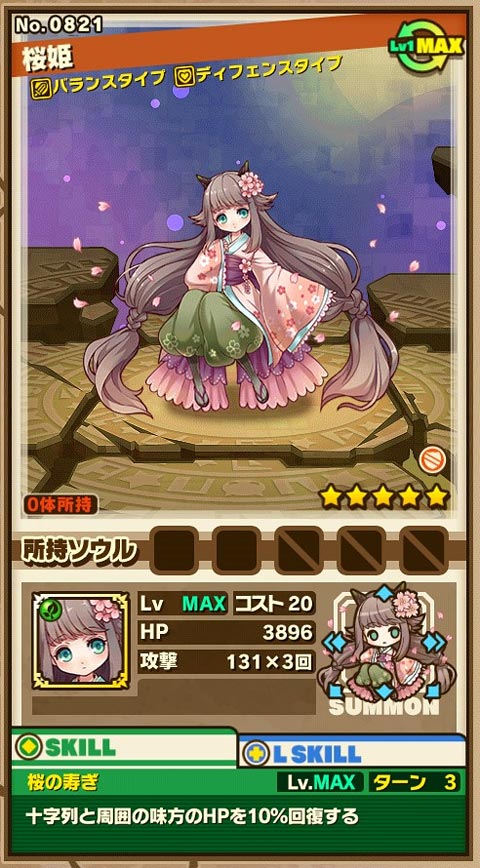 No.0821
桜姫
Lv1 MAX
バランスタイプ ディフェンスタイプ
0体所持
所持ソウル
Lv MAX コスト20
HP 3896
攻撃 131×3回
SUMMON
SKILL
L SKILL
桜の寿ぎ Lv.MAX ターン 3
十字列と周囲の味方のHPを10%回復する